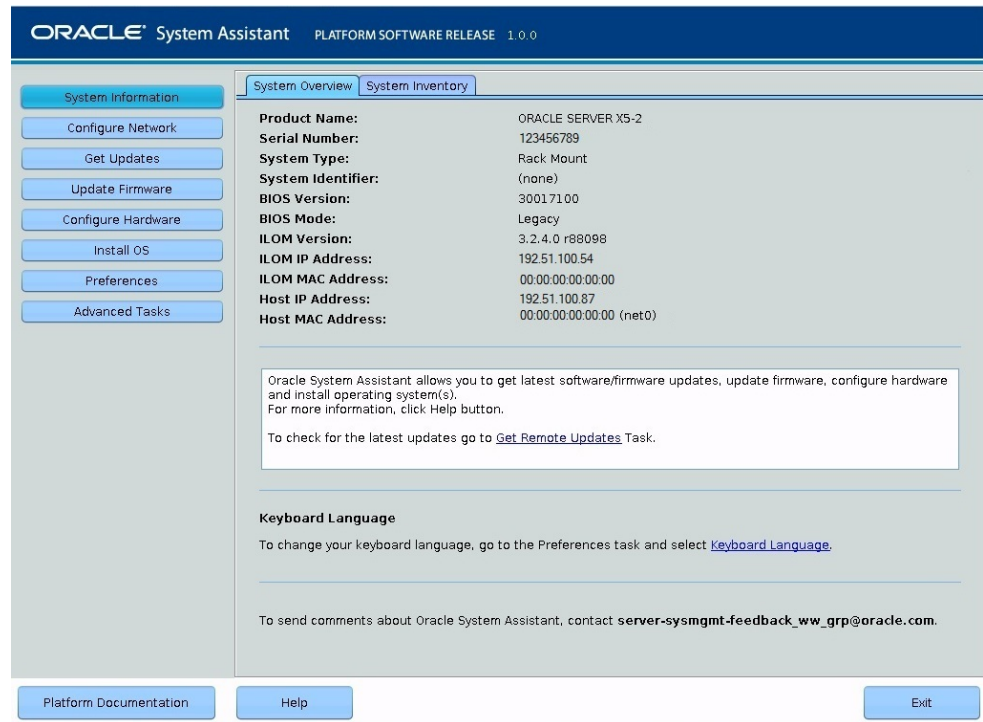 ORACLE® System Assistant PLATFORM SOFTWARE RELEASE 1.0.0
System Information
Configure Network
Get Updates
Update Firmware
Configure Hardware
Install OS
Preferences
Advanced Tasks
System Overview System Inventory
Product Name: ORACLE SERVER X5-2
Serial Number: 123456789
System Type: Rack Mount
System Identifier: (none)
BIOS Version: 30017100
BIOS Mode: Legacy
ILOM Version: 3.2.4.0 r88098
ILOM IP Address: 192.51.100.54
ILOM MAC Address: 00:00:00:00:00:00
Host IP Address: 192.51.100.87
Host MAC Address: 00:00:00:00:00:00 (net0)
Oracle System Assistant allows you to get latest software/firmware updates, update firmware, configure hardware
and install operating system(s).
For more information, click Help button.
To check for the latest updates go to Get Remote Updates Task.
Keyboard Language
To change your keyboard language, go to the Preferences task and select Keyboard Language.
To send comments about Oracle System Assistant, contact server-sysmgmt-feedback_ww_grp@oracle.com.
Platform Documentation
Help
Exit